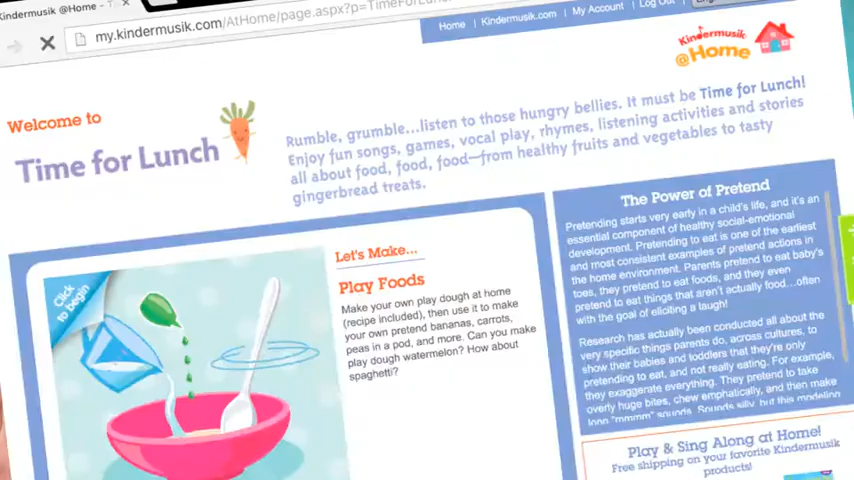 Kindermusik @Home -
my.kindermusik.com/AtHome/page.aspx?p=TimeForLun
Home | Kindermusik.com | My Account | Log Out
Kindermusik
@Home
Welcome to
Time for Lunch
Rumble, grumble...listen to those hungry bellies. It must be Time for Lunch!
Enjoy fun songs, games, vocal play, rhymes, listening activities and stories
all about food, food, food—from healthy fruits and vegetables to tasty
gingerbread treats.
Click
to begin
Let's Make...
Play Foods
Make your own play dough at home
(recipe included), then use it to make
your own pretend bananas, carrots,
peas in a pod, and more. Can you make
play dough watermelon? How about
spaghetti?
The Power of Pretend
Pretending starts very early in a child's life, and it's an
essential component of healthy social-emotional
development. Pretending to eat is one of the earliest
and most consistent examples of pretend actions in
the home environment. Parents pretend to eat baby's
toes, they pretend to eat foods, and they even
pretend to eat things that aren't actually food...often
with the goal of eliciting a laugh!
Research has actually been conducted all about the
very specific things parents do, across cultures, to
show their babies and toddlers that they're only
pretending to eat, and not really eating. For example,
they exaggerate everything. They pretend to take
overly huge bites, chew emphatically, and then make
long "mmmm" sounds. Sounds silly, but this modeling
Play & Sing Along at Home!
Free shipping on your favorite Kindermusik
products!